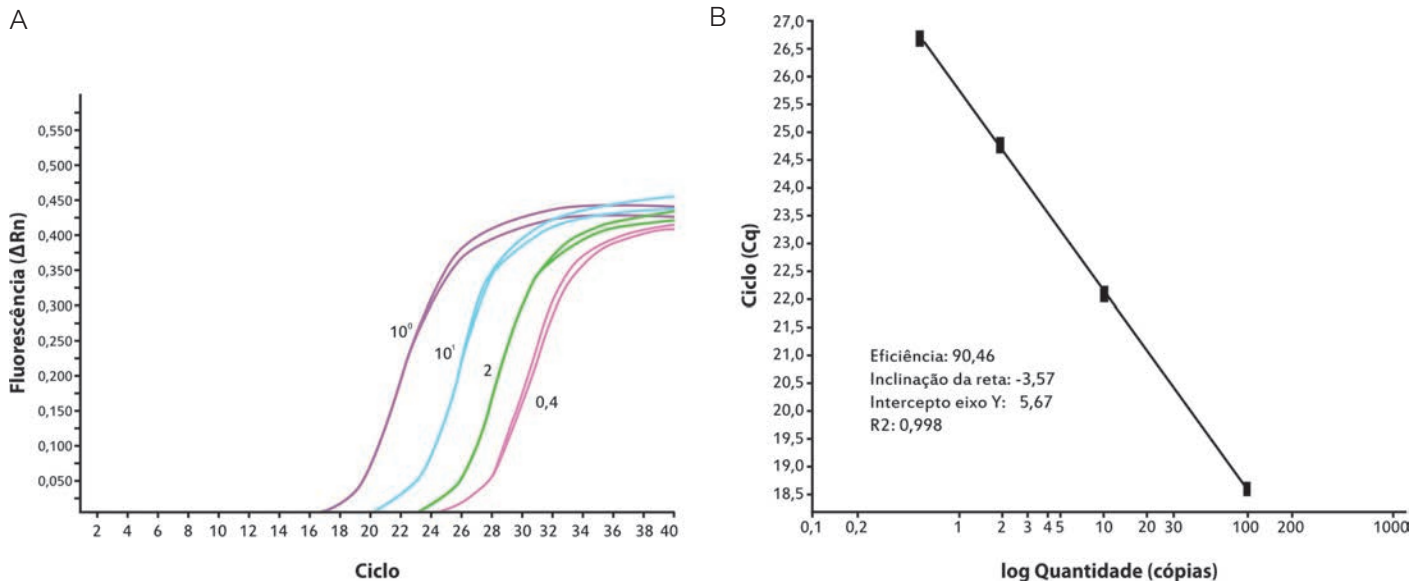 A
Fluorescência (ΔRn)
0,550
0,500
0,450
0,400
0,350
0,300
0,250
0,200
0,150
0,100
0,050
10⁰
10¹
2
0,4
2 4 6 8 10 12 14 16 18 20 22 24 26 28 30 32 34 36 38 40
Ciclo
B
Ciclo (Cq)
27,0
26,5
26,0
25,5
25,0
24,5
24,0
23,5
23,0
22,5
22,0
21,5
21,0
20,5
20,0
19,5
19,0
18,5
Eficiência: 90,46
Inclinação da reta: -3,57
Intercepto eixo Y: 5,67
R2: 0,998
0,1 0,2 1 2 3 4 5 10 20 30 100 200 1000
log Quantidade (cópias)